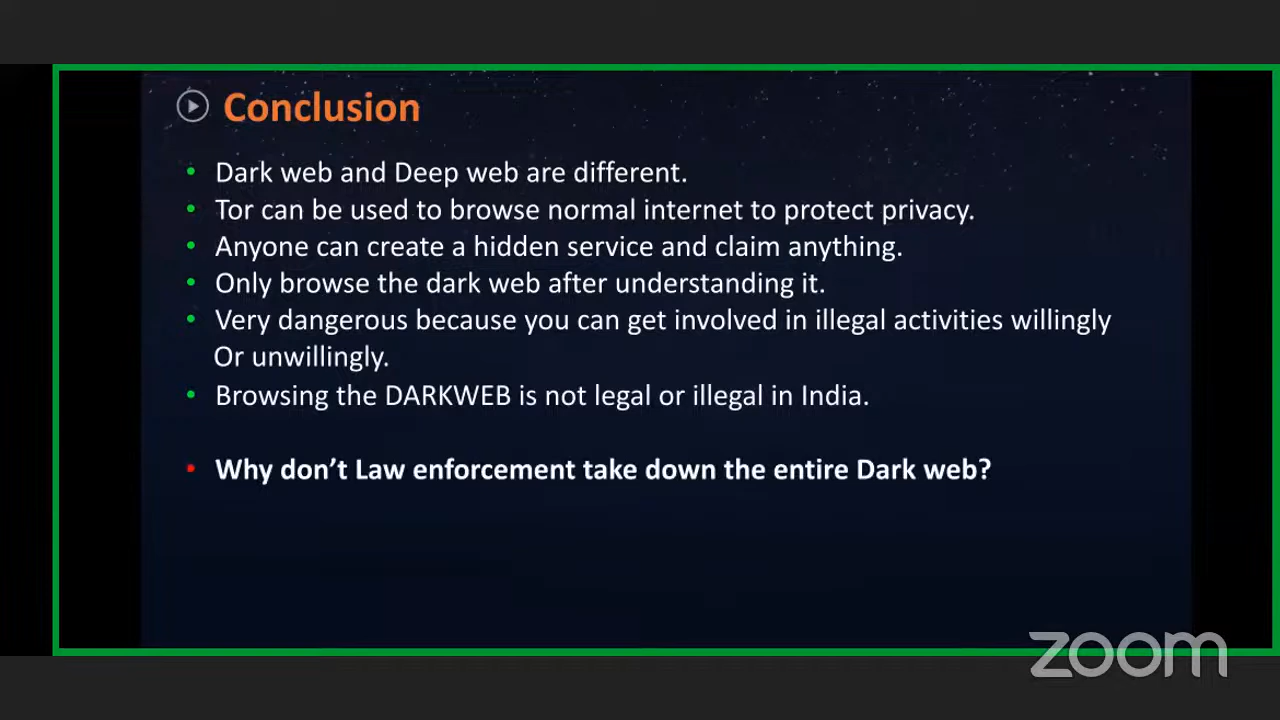 Conclusion
• Dark web and Deep web are different.
• Tor can be used to browse normal internet to protect privacy.
• Anyone can create a hidden service and claim anything.
• Only browse the dark web after understanding it.
• Very dangerous because you can get involved in illegal activities willingly
Or unwillingly.
• Browsing the DARKWEB is not legal or illegal in India.
• Why don’t Law enforcement take down the entire Dark web?
zoom